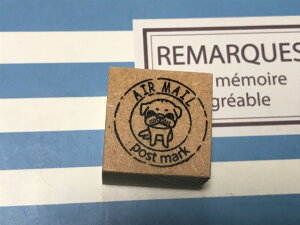 AIR MAIL
post mark
REMARQUES
mémoire
gréable